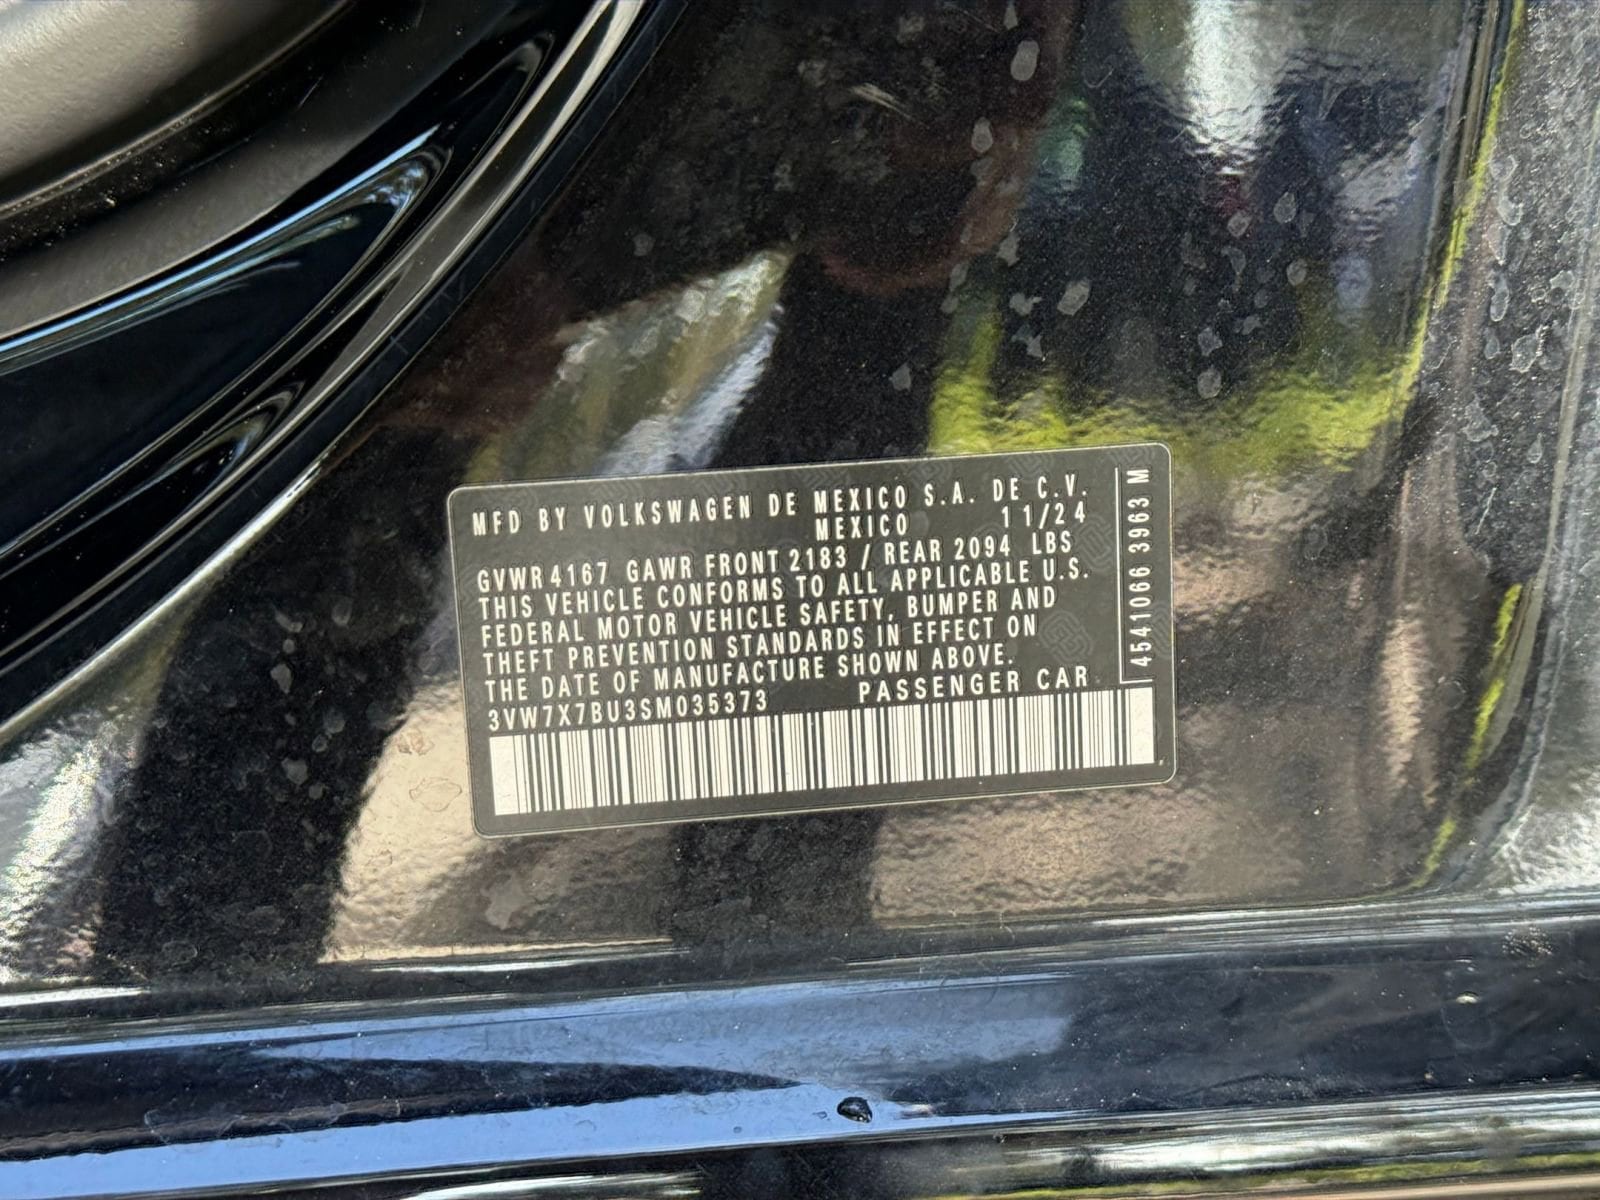 MFD BY VOLKSWAGEN DE MEXICO S.A. DE C.V.
MEXICO 11/24
GVWR 4167 GAWR FRONT 2183 / REAR 2094 LBS
THIS VEHICLE CONFORMS TO ALL APPLICABLE U.S.
FEDERAL MOTOR VEHICLE SAFETY, BUMPER AND
THEFT PREVENTION STANDARDS IN EFFECT ON
THE DATE OF MANUFACTURE SHOWN ABOVE.
3VW7X7BU3SM035373 PASSENGER CAR
4541066 3963 M